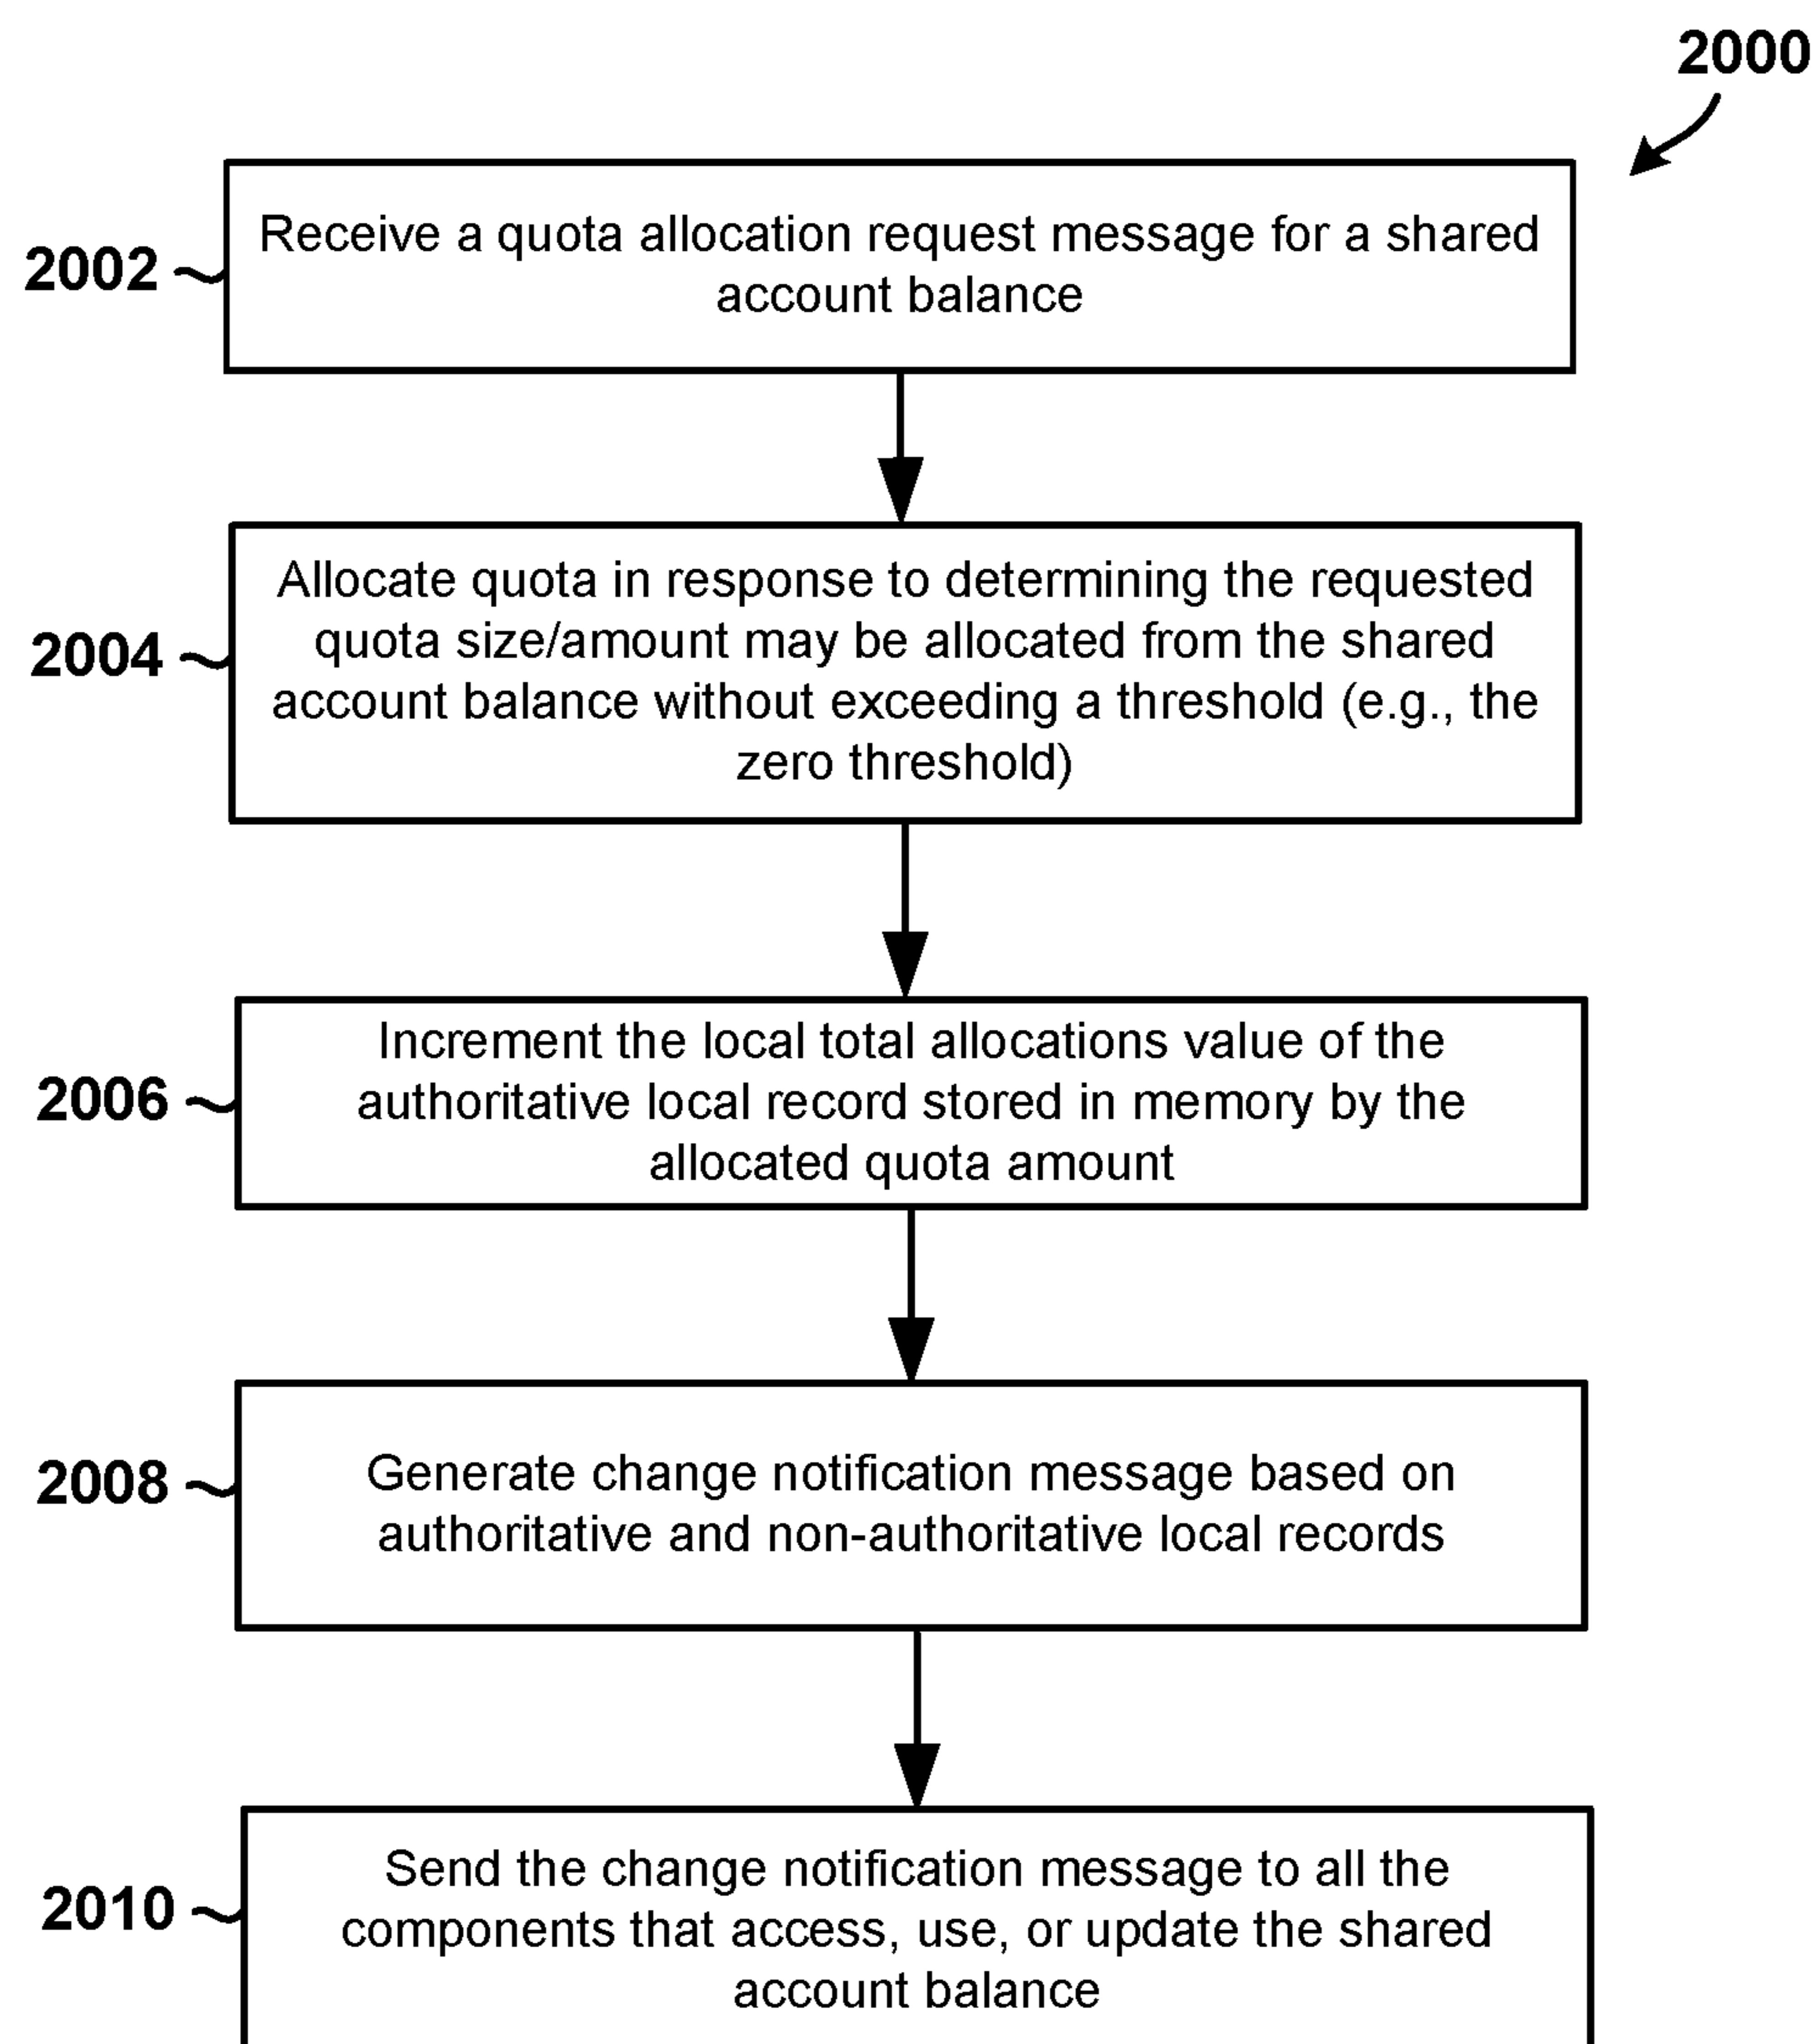 2000
2002
Receive a quota allocation request message for a shared
account balance
2004
Allocate quota in response to determining the requested
quota size/amount may be allocated from the shared
account balance without exceeding a threshold (e.g., the
zero threshold)
2006
Increment the local total allocations value of the
authoritative local record stored in memory by the
allocated quota amount
2008
Generate change notification message based on
authoritative and non-authoritative local records
2010
Send the change notification message to all the
components that access, use, or update the shared
account balance